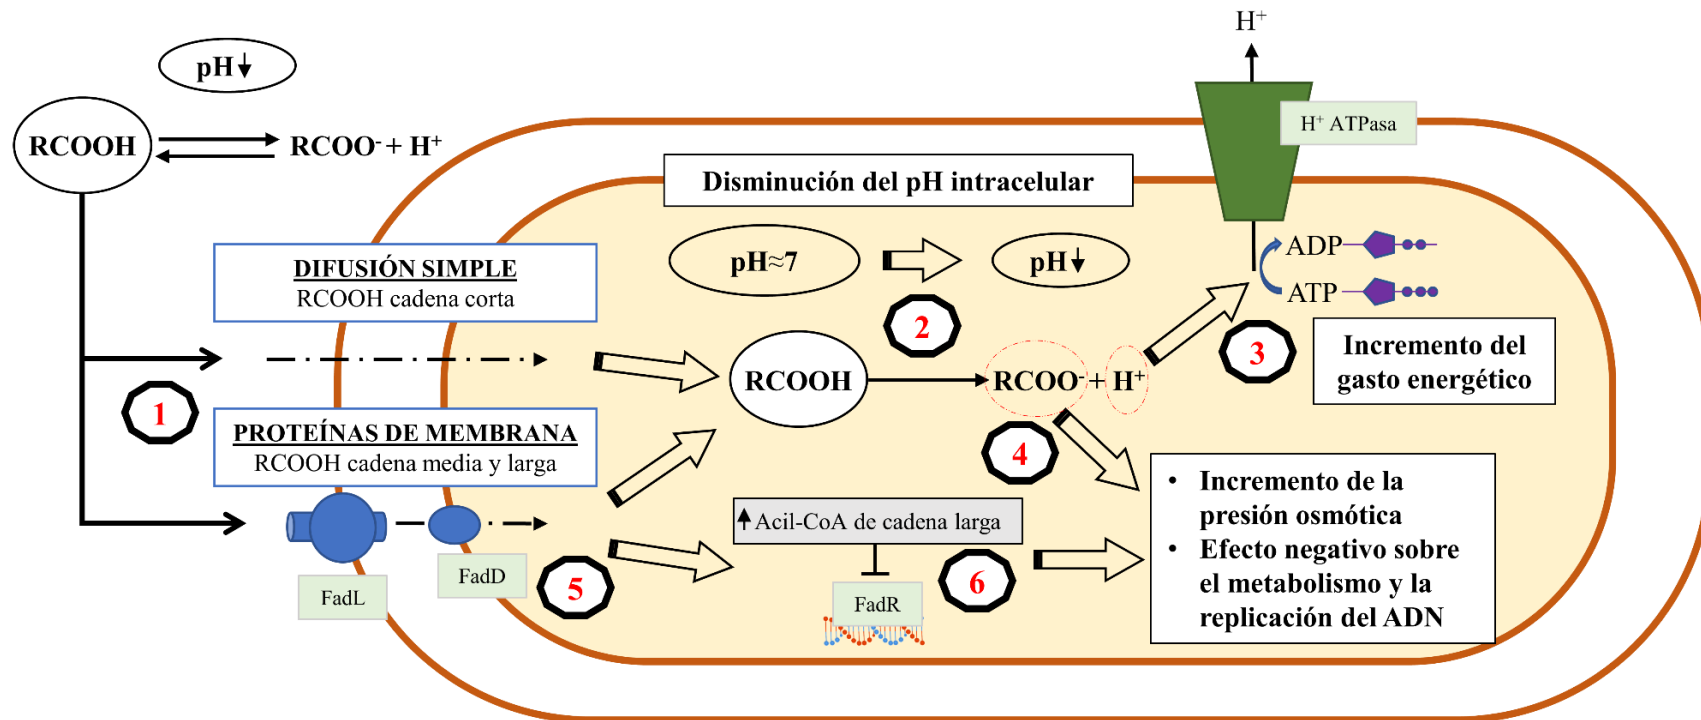 H⁺
pH↓
RCOOH
RCOO⁻ + H⁺
H⁺ ATPasa
Disminución del pH intracelular
DIFUSIÓN SIMPLE
RCOOH cadena corta
pH≈7
pH↓
ADP
ATP
2
3
Incremento del
gasto energético
RCOOH
RCOO⁻ + H⁺
1
PROTEÍNAS DE MEMBRANA
RCOOH cadena media y larga
4
• Incremento de la
presión osmótica
• Efecto negativo sobre
el metabolismo y la
replicación del ADN
↑Acil-CoA de cadena larga
FadD
FadL
5
6
FadR